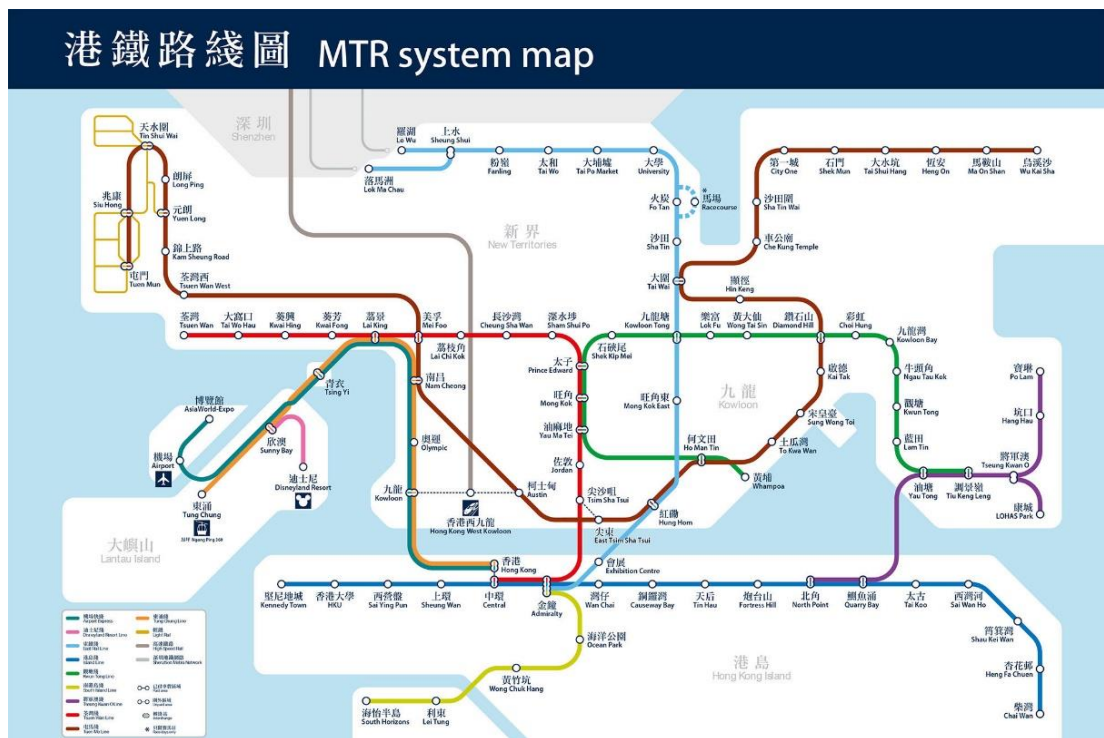 港鐵路綫圖 MTR system map
深圳
Shenzhen
天水圍
Tin Shui Wai
朗屏
Long Ping
兆康
Siu Hong
元朗
Yuen Long
錦上路
Kam Sheung Road
屯門
Tuen Mun
荃灣西
Tsuen Wan West
羅湖
Lo Wu
上水
Sheung Shui
落馬洲
Lok Ma Chau
粉嶺
Fanling
太和
Tai Wo
大埔墟
Tai Po Market
大學
University
火炭
Fo Tan
*
馬場
Racecourse
沙田
Sha Tin
大圍
Tai Wai
新界
New Territories
第一城
City One
石門
Shek Mun
大水坑
Tai Shui Hang
恆安
Heng On
馬鞍山
Ma On Shan
烏溪沙
Wu Kai Sha
沙田圍
Sha Tin Wai
車公廟
Che Kung Temple
顯徑
Hin Keng
荃灣
Tsuen Wan
大窩口
Tai Wo Hau
葵興
Kwai Hing
葵芳
Kwai Fong
荔景
Lai King
美孚
Mei Foo
荔枝角
Lai Chi Kok
長沙灣
Cheung Sha Wan
深水埗
Sham Shui Po
石硤尾
Shek Kip Mei
九龍塘
Kowloon Tong
樂富
Lok Fu
黃大仙
Wong Tai Sin
鑽石山
Diamond Hill
彩虹
Choi Hung
九龍灣
Kowloon Bay
牛頭角
Ngau Tau Kok
觀塘
Kwun Tong
藍田
Lam Tin
油塘
Yau Tong
調景嶺
Tiu Keng Leng
將軍澳
Tseung Kwan O
寶琳
Po Lam
坑口
Hang Hau
康城
LOHAS Park
太子
Prince Edward
旺角
Mong Kok
油麻地
Yau Ma Tei
佐敦
Jordan
尖沙咀
Tsim Sha Tsui
尖東
East Tsim Sha Tsui
旺角東
Mong Kok East
九龍
Kowloon
啟德
Kai Tak
宋皇臺
Sung Wong Toi
土瓜灣
To Kwa Wan
何文田
Ho Man Tin
黃埔
Whampoa
紅磡
Hung Hom
南昌
Nam Cheong
奧運
Olympic
九龍
Kowloon
柯士甸
Austin
香港西九龍
Hong Kong West Kowloon
青衣
Tsing Yi
博覽館
AsiaWorld-Expo
機場
Airport
欣澳
Sunny Bay
迪士尼
Disneyland Resort
東涌
Tung Chung
大嶼山
Lantau Island
香港
Hong Kong
會展
Exhibition Centre
堅尼地城
Kennedy Town
香港大學
HKU
西營盤
Sai Ying Pun
上環
Sheung Wan
中環
Central
金鐘
Admiralty
灣仔
Wan Chai
銅鑼灣
Causeway Bay
天后
Tin Hau
炮台山
Fortress Hill
北角
North Point
鰂魚涌
Quarry Bay
太古
Tai Koo
西灣河
Sai Wan Ho
筲箕灣
Shau Kei Wan
杏花邨
Heng Fa Chuen
柴灣
Chai Wan
海洋公園
Ocean Park
黃竹坑
Wong Chuk Hang
利東
Lei Tung
海怡半島
South Horizons
港島
Hong Kong Island